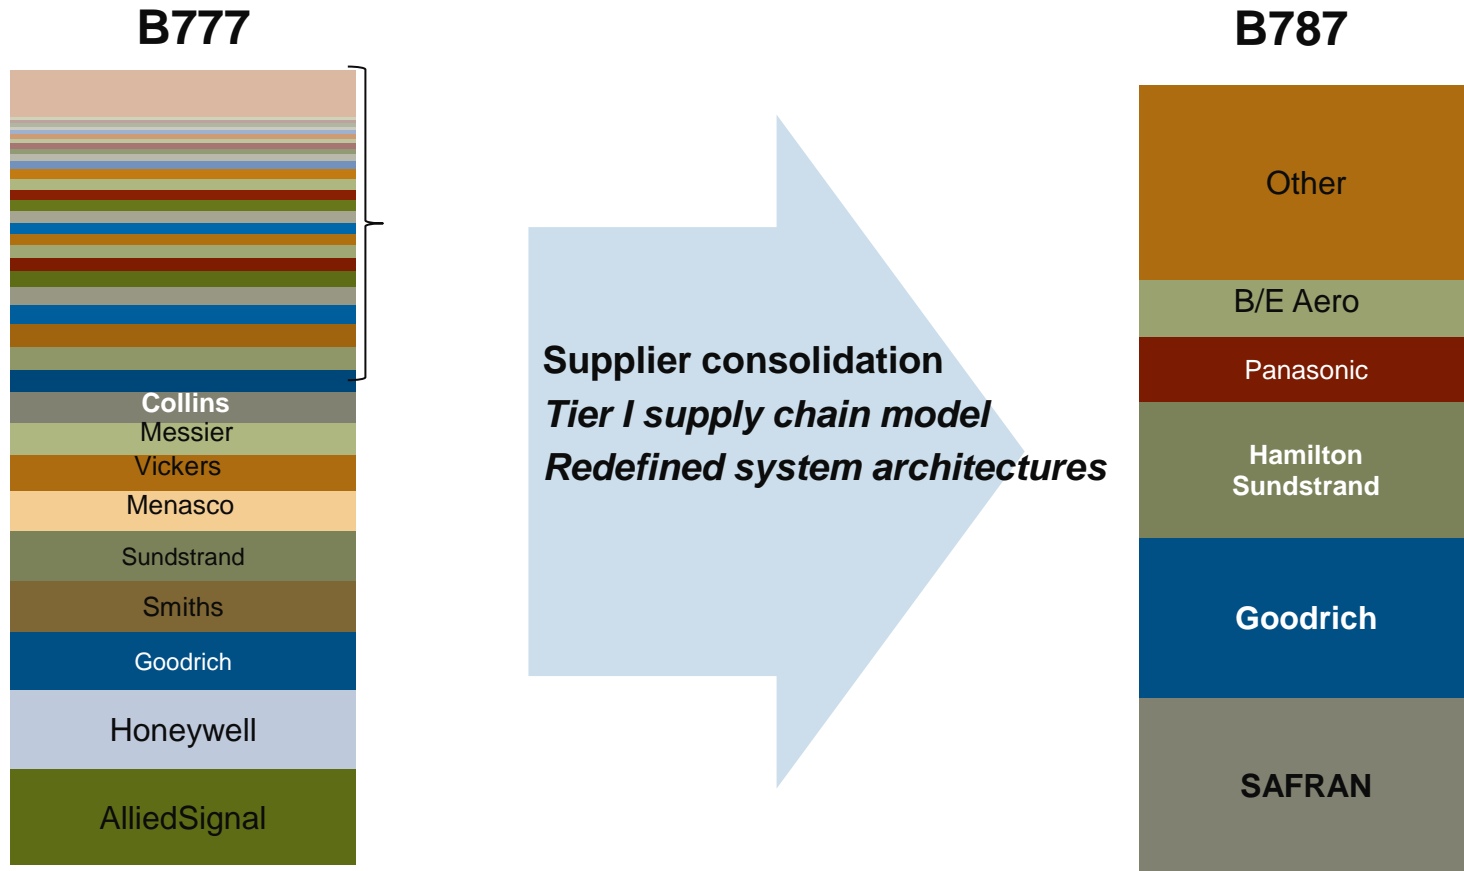 B777
B787
Collins
Messier
Vickers
Menasco
Sundstrand
Smiths
Goodrich
Honeywell
AlliedSignal
Supplier consolidation
Tier I supply chain model
Redefined system architectures
Other
B/E Aero
Panasonic
Hamilton
Sundstrand
Goodrich
SAFRAN